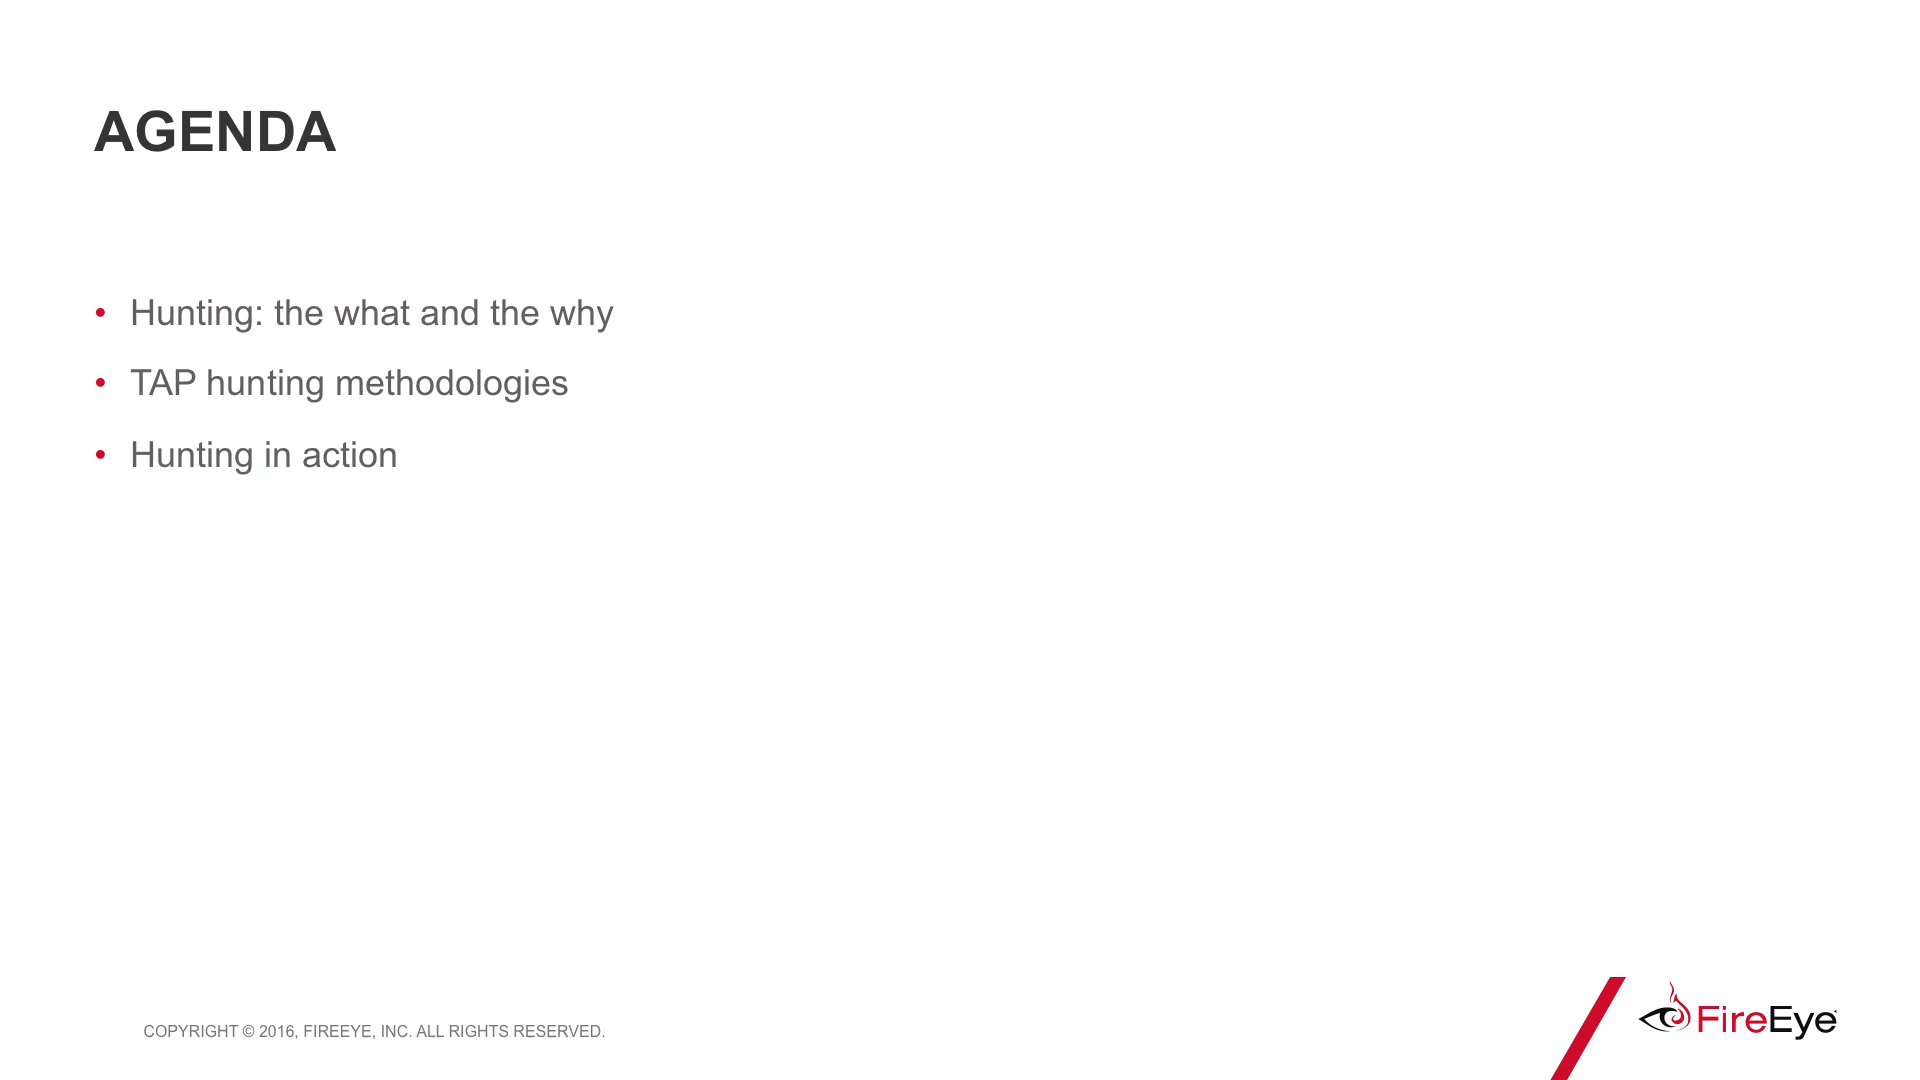 AGENDA
• Hunting: the what and the why
• TAP hunting methodologies
• Hunting in action
COPYRIGHT © 2016, FIREEYE, INC. ALL RIGHTS RESERVED.
FireEye